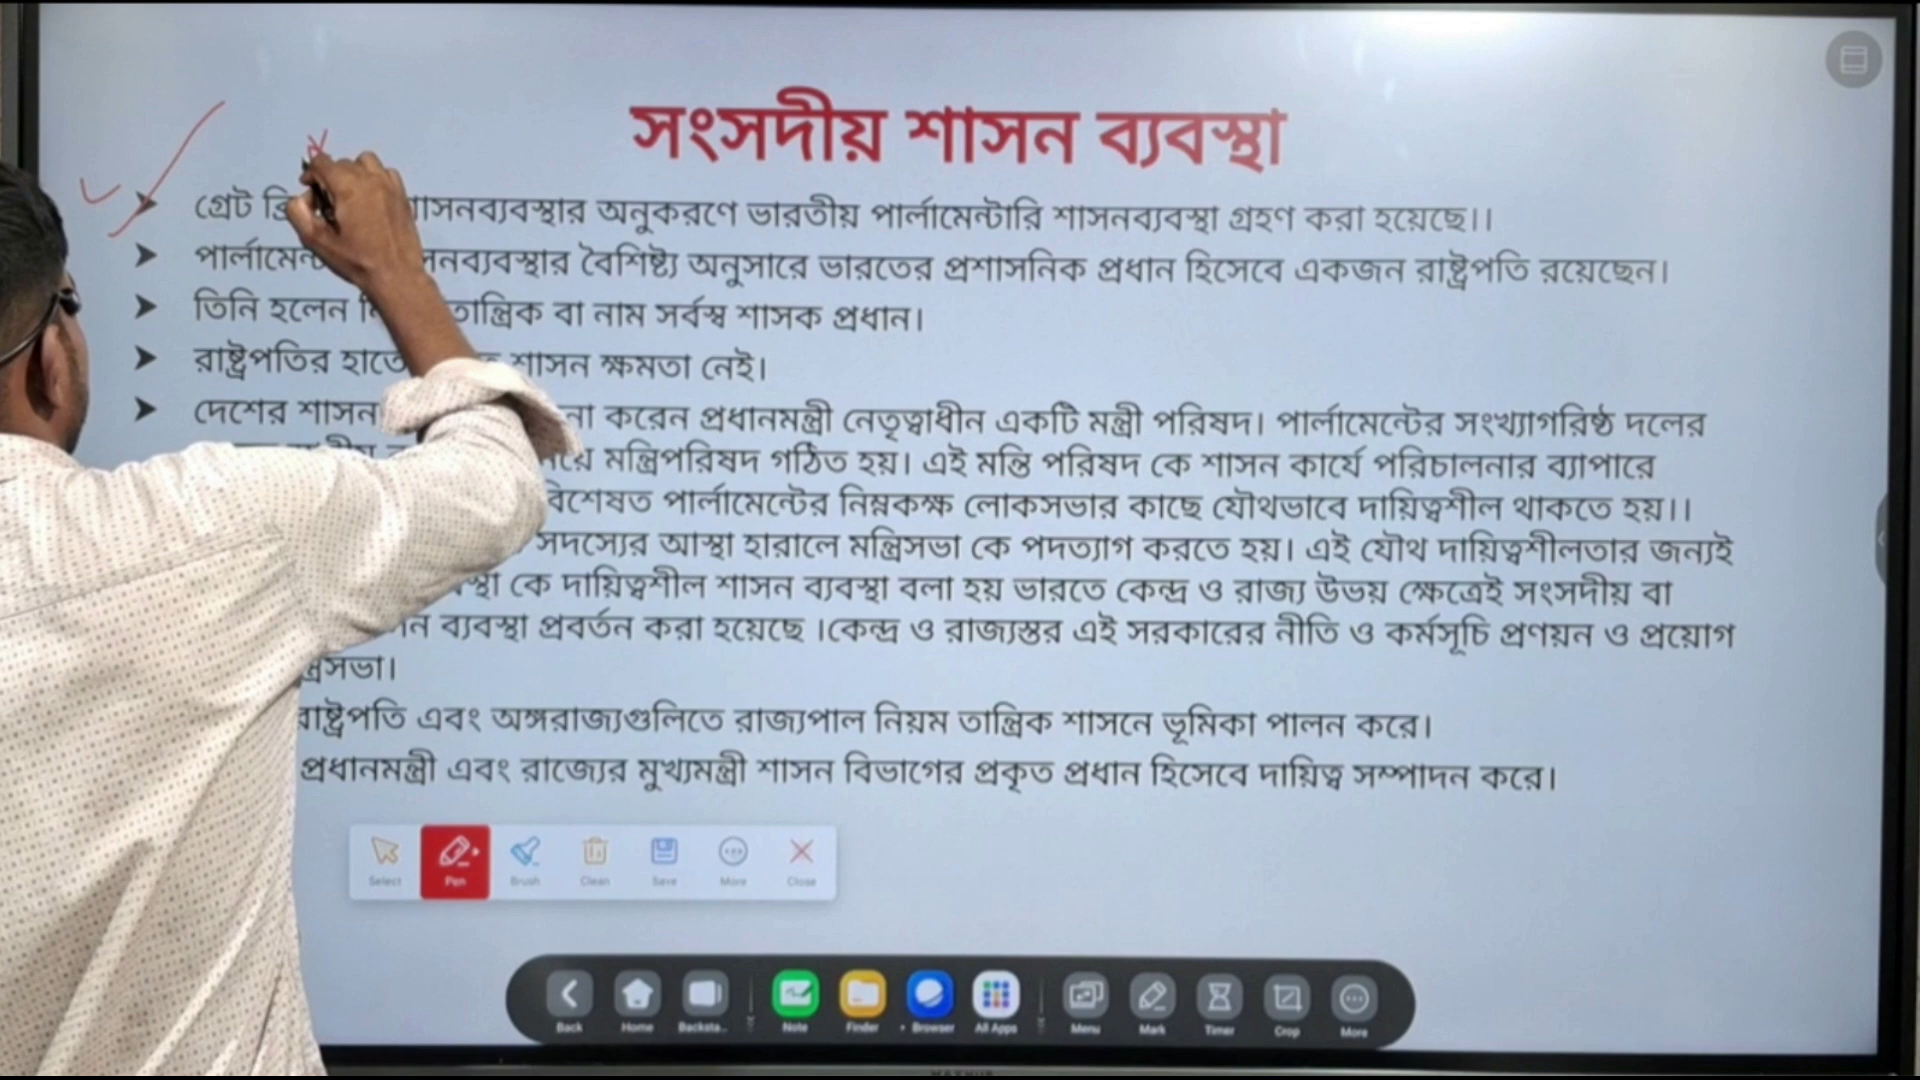 সংসদীয় শাসন ব্যবস্থা
গ্রেট শাসনব্যবস্থার অনুকরণে ভারতীয় পার্লামেন্টারি শাসনব্যবস্থা গ্রহণ করা হয়েছে।।
বৈশিষ্ট্য অনুসারে ভারতের প্রশাসনিক প্রধান হিসেবে একজন রাষ্ট্রপতি রয়েছেন।
তিনি হলেন তান্ত্রিক বা নাম সর্বস্ব শাসক প্রধান।
রাষ্ট্রপতির হাতে শাসন ক্ষমতা নেই।
দেশের শাসন করেন প্রধানমন্ত্রী নেতৃত্বাধীন একটি মন্ত্রী পরিষদ। পার্লামেন্টের সংখ্যাগরিষ্ঠ দলের
মন্ত্রিপরিষদ গঠিত হয়। এই মন্তি পরিষদ কে শাসন কার্যে পরিচালনার ব্যাপারে
বিশেষত পার্লামেন্টের নিম্নকক্ষ লোকসভার কাছে যৌথভাবে দায়িত্বশীল থাকতে হয়।।
সদস্যের আস্থা হারালে মন্ত্রিসভা কে পদত্যাগ করতে হয়। এই যৌথ দায়িত্বশীলতার জন্যই
কে দায়িত্বশীল শাসন ব্যবস্থা বলা হয় ভারতে কেন্দ্র ও রাজ্য উভয় ক্ষেত্রেই সংসদীয় বা
ব্যবস্থা প্রবর্তন করা হয়েছে ।কেন্দ্র ও রাজ্যস্তর এই সরকারের নীতি ও কর্মসূচি প্রণয়ন ও প্রয়োগ
রাষ্ট্রপতি এবং অঙ্গরাজ্যগুলিতে রাজ্যপাল নিয়ম তান্ত্রিক শাসনে ভূমিকা পালন করে।
প্রধানমন্ত্রী এবং রাজ্যের মুখ্যমন্ত্রী শাসন বিভাগের প্রকৃত প্রধান হিসেবে দায়িত্ব সম্পাদন করে।
Select Pen Brush Clean Save More Close
Back Home Backsta... Note Finder Browser All Apps Menu Mark Timer Crop More